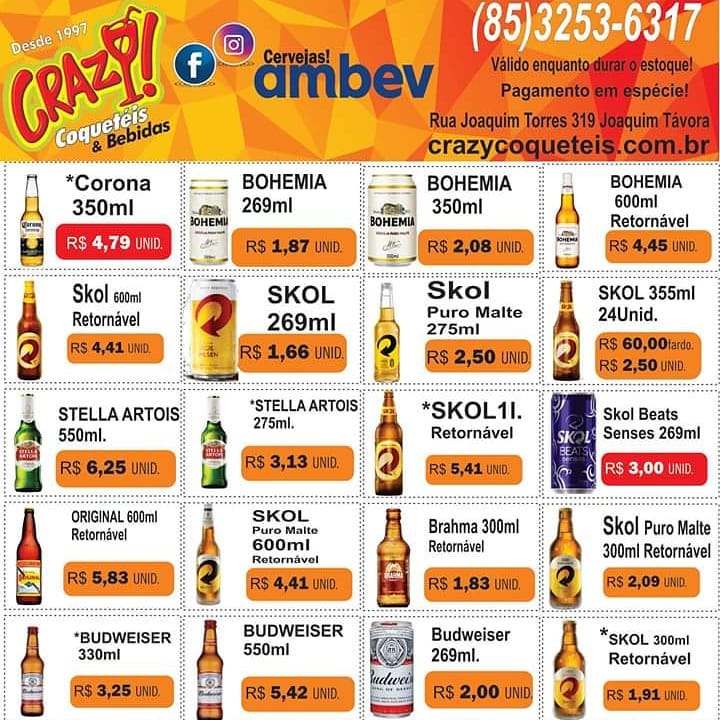 Desde 1997
CRAZY!
Coquetéis
& Bebidas
Cervejas!
ambev
(85)3253-6317
Válido enquanto durar o estoque!
Pagamento em espécie!
Rua Joaquim Torres 319 Joaquim Távora
crazycoqueteis.com.br
*Corona
350ml
R$ 4,79 UNID.
BOHEMIA
269ml
R$ 1,87 UNID.
BOHEMIA
350ml
R$ 2,08 UNID.
BOHEMIA
600ml
Retornável
R$ 4,45 UNID.
Skol 600ml
Retornável
R$ 4,41 UNID.
SKOL
269ml
R$ 1,66 UNID.
Skol
Puro Malte
275ml
R$ 2,50 UNID.
SKOL 355ml
24Unid.
R$ 60,00fardo.
R$ 2,50 UNID.
STELLA ARTOIS
550ml.
R$ 6,25 UNID.
*STELLA ARTOIS
275ml.
R$ 3,13 UNID.
*SKOL1l.
Retornável
R$ 5,41 UNID.
SKOL
BEATS
Skol Beats
Senses 269ml
R$ 3,00 UNID.
ORIGINAL 600ml
Retornável
R$ 5,83 UNID.
SKOL
Puro Malte
600ml
Retornável
R$ 4,41 UNID.
Brahma 300ml
Retornável
R$ 1,83 UNID.
Skol Puro Malte
300ml Retornável
R$ 2,09 UNID.
*BUDWEISER
330ml
R$ 3,25 UNID.
BUDWEISER
550ml
R$ 5,42 UNID.
Budweiser
269ml.
R$ 2,00 UNID.
*SKOL 300ml
Retornável
R$ 1,91 UNID.